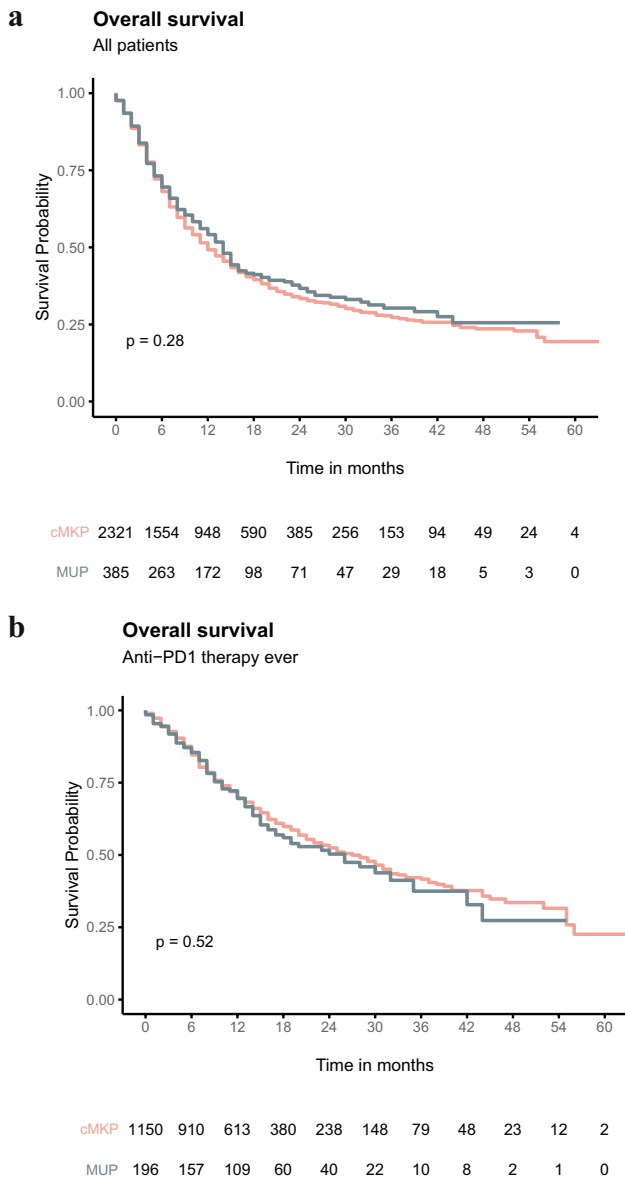 a
Overall survival
All patients
1.00
0.75
0.50
0.25
0.00
Survival Probability
p = 0.28
0 6 12 18 24 30 36 42 48 54 60
Time in months
cMKP 2321 1554 948 590 385 256 153 94 49 24 4
MUP 385 263 172 98 71 47 29 18 5 3 0
b
Overall survival
Anti−PD1 therapy ever
1.00
0.75
0.50
0.25
0.00
Survival Probability
p = 0.52
0 6 12 18 24 30 36 42 48 54 60
Time in months
cMKP 1150 910 613 380 238 148 79 48 23 12 2
MUP 196 157 109 60 40 22 10 8 2 1 0